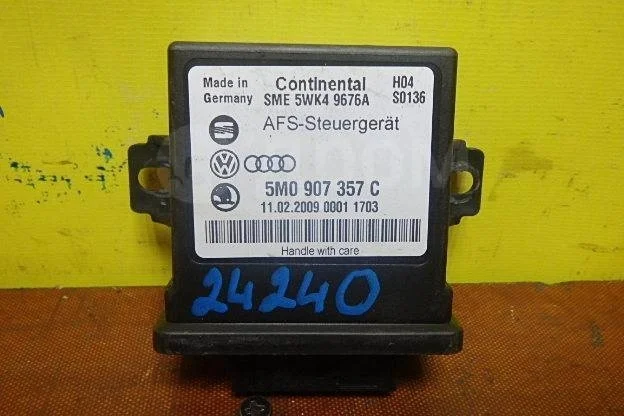 Made in Continental H04
Germany SME 5WK4 9676A S0136
AFS-Steuergerät
5M0 907 357 C
11.02.2009 0001 1703
Handle with care
24240